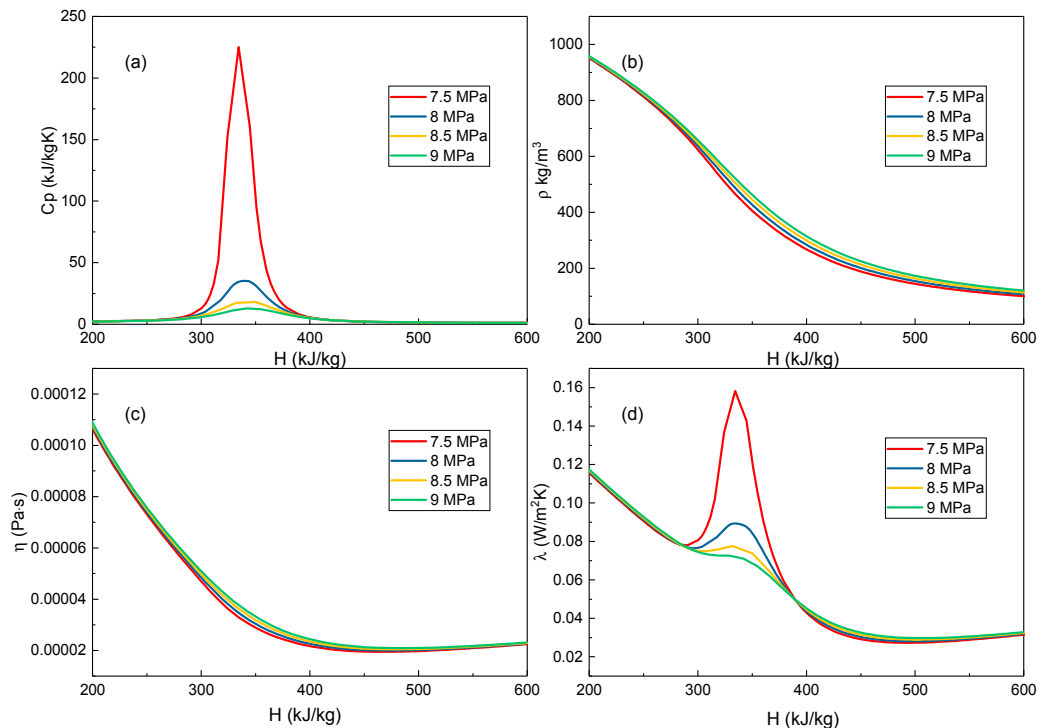 (a)
Cp (kJ/kgK)
250
200
150
100
50
0
200 300 400 500 600
H (kJ/kg)
7.5 MPa
8 MPa
8.5 MPa
9 MPa
(b)
ρ kg/m³
1000
800
600
400
200
0
200 300 400 500 600
H (kJ/kg)
7.5 MPa
8 MPa
8.5 MPa
9 MPa
(c)
η (Pa·s)
0.00012
0.00010
0.00008
0.00006
0.00004
0.00002
200 300 400 500 600
H (kJ/kg)
7.5 MPa
8 MPa
8.5 MPa
9 MPa
(d)
λ (W/m²K)
0.16
0.14
0.12
0.10
0.08
0.06
0.04
0.02
200 300 400 500 600
H (kJ/kg)
7.5 MPa
8 MPa
8.5 MPa
9 MPa